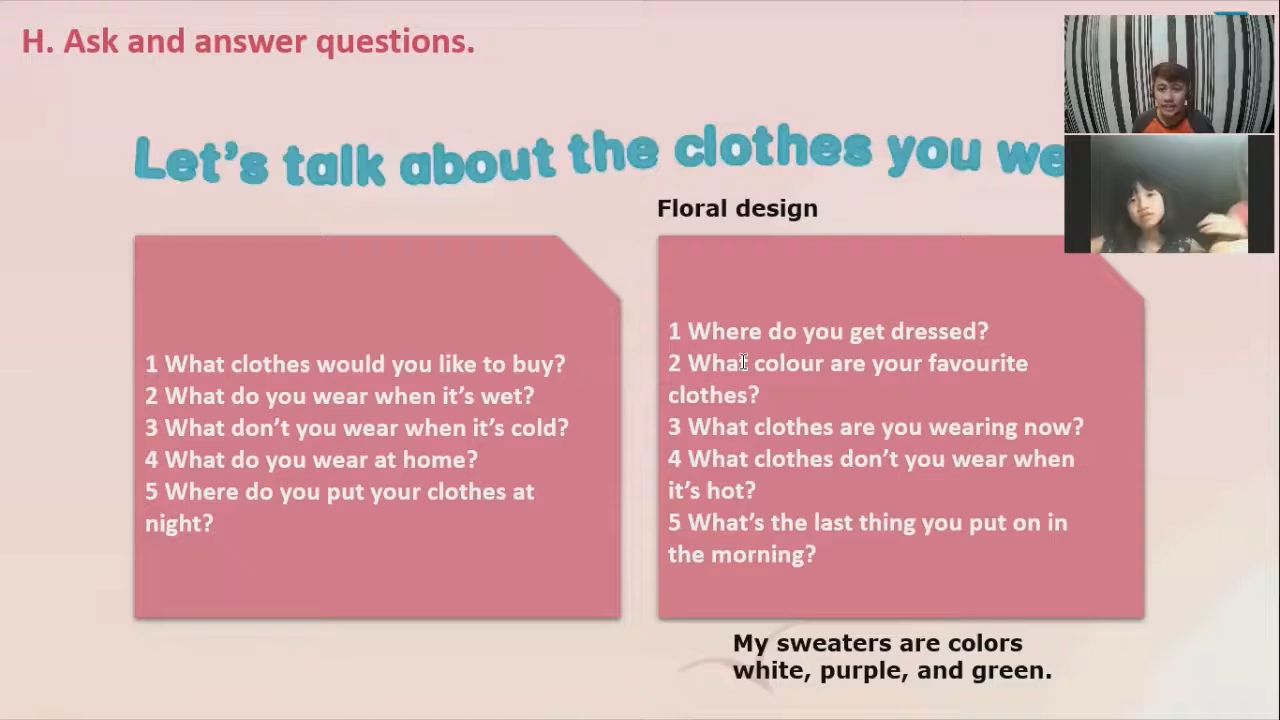 H. Ask and answer questions.
Let's talk about the clothes you we
Floral design
1 What clothes would you like to buy?
2 What do you wear when it's wet?
3 What don't you wear when it's cold?
4 What do you wear at home?
5 Where do you put your clothes at
night?
1 Where do you get dressed?
2 What colour are your favourite
clothes?
3 What clothes are you wearing now?
4 What clothes don't you wear when
it's hot?
5 What's the last thing you put on in
the morning?
My sweaters are colors
white, purple, and green.